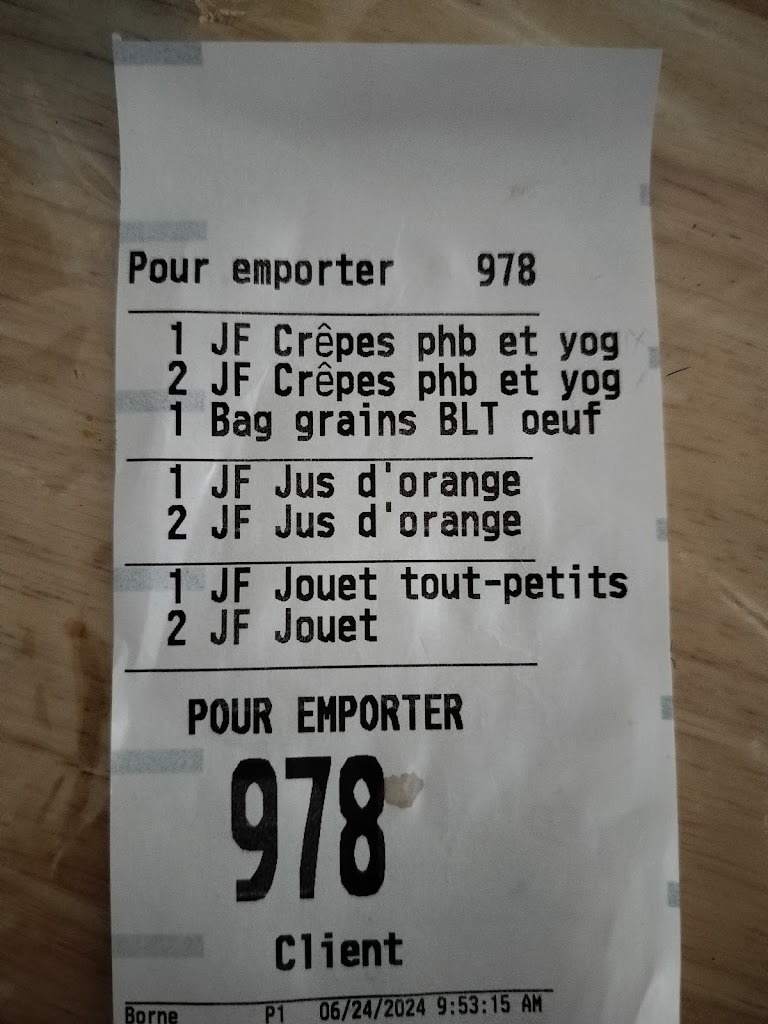 Pour emporter 978
1 JF Crêpes phb et yog
2 JF Crêpes phb et yog
1 Bag grains BLT oeuf
1 JF Jus d'orange
2 JF Jus d'orange
1 JF Jouet tout-petits
2 JF Jouet
POUR EMPORTER
978
Client
Borne P1 06/24/2024 9:53:15 AM